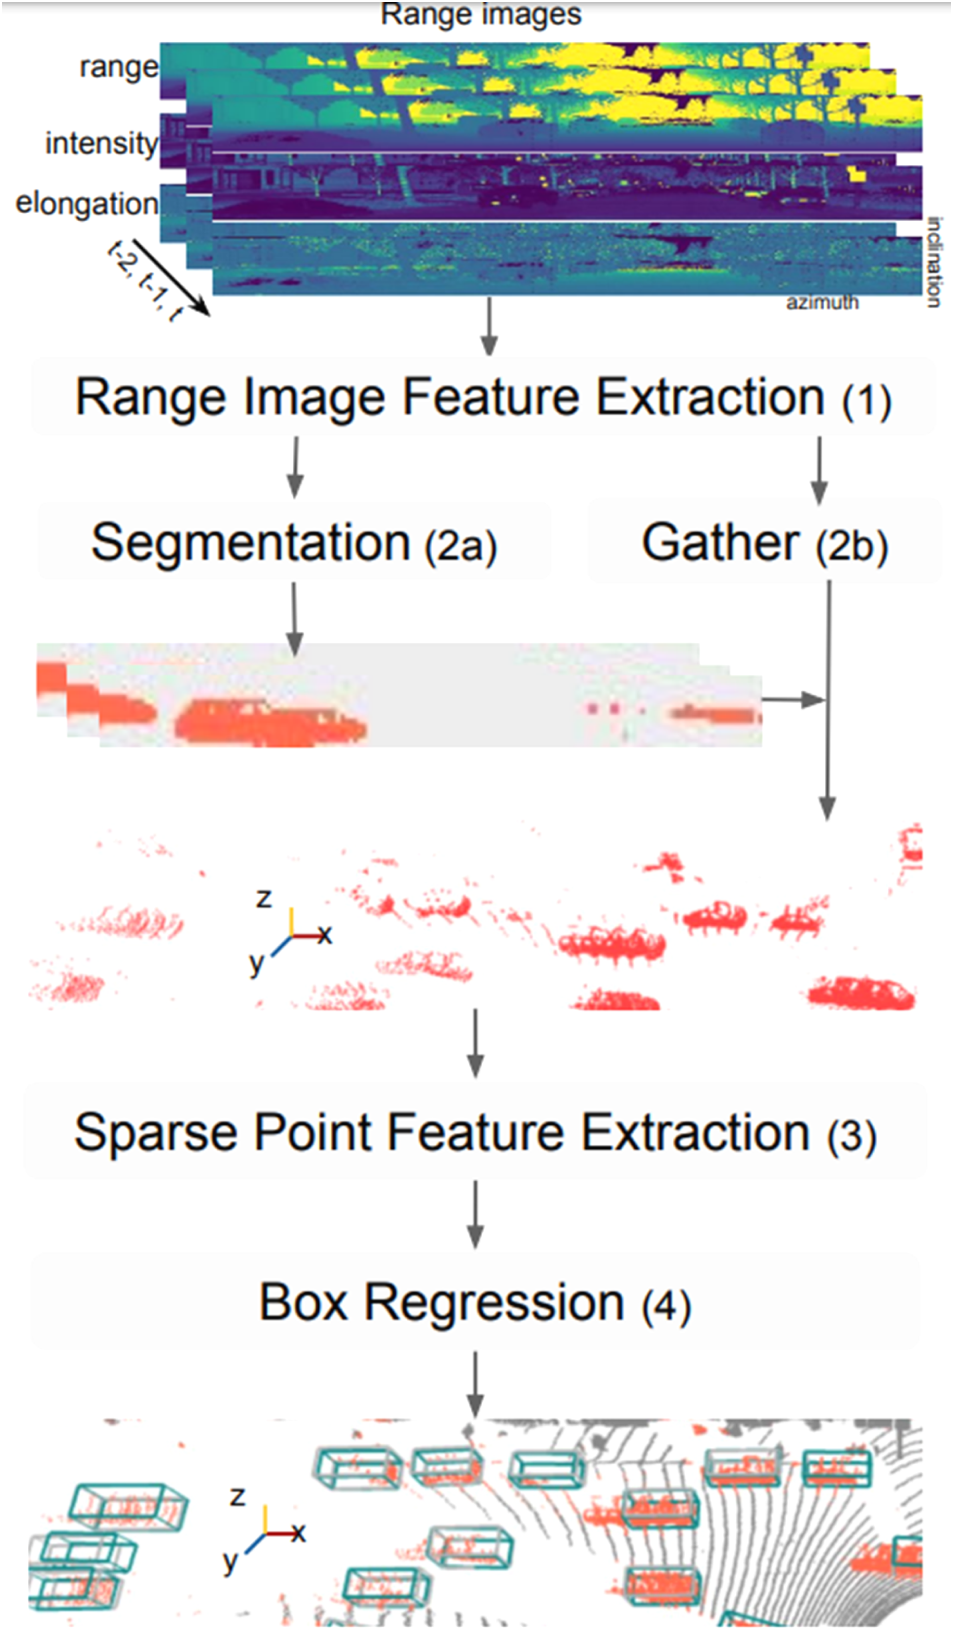 Range images
range
intensity
elongation
t-2, t-1, t
inclination
azimuth
Range Image Feature Extraction (1)
Segmentation (2a)
Gather (2b)
z
x
y
Sparse Point Feature Extraction (3)
Box Regression (4)
z
x
y